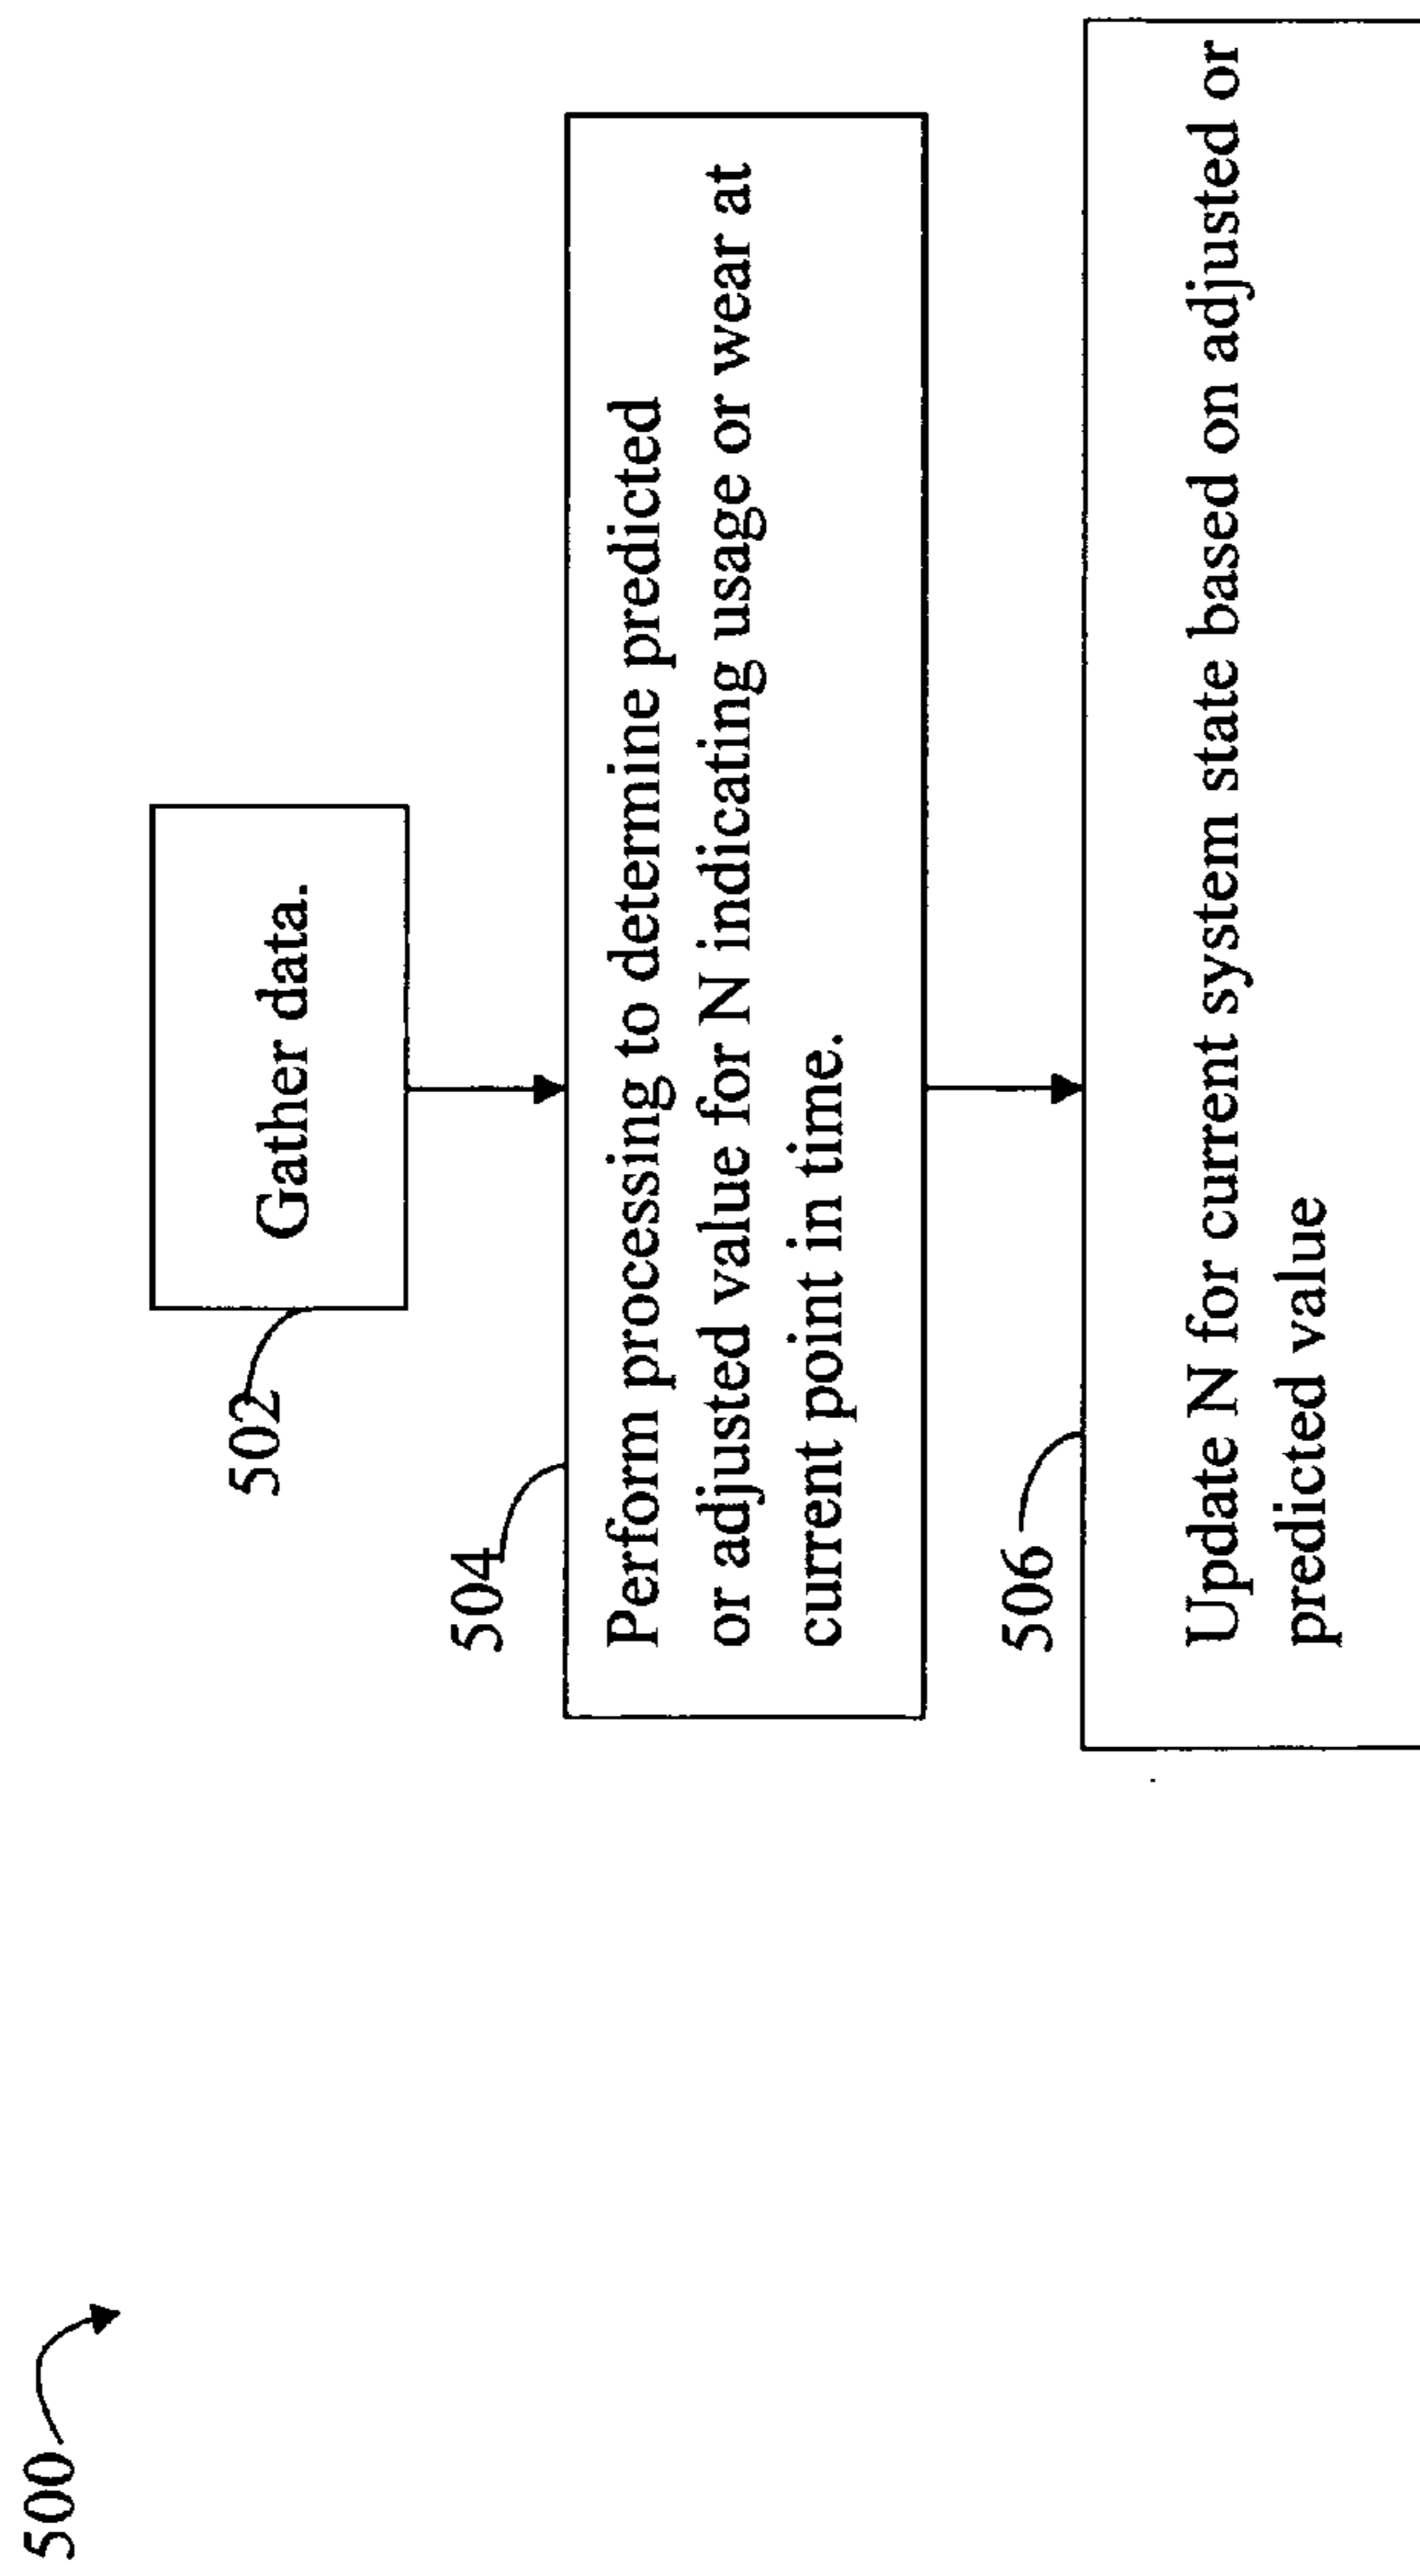 500
502
Gather data.
504
Perform processing to determine predicted
or adjusted value for N indicating usage or wear at
current point in time.
506
Update N for current system state based on adjusted or
predicted value